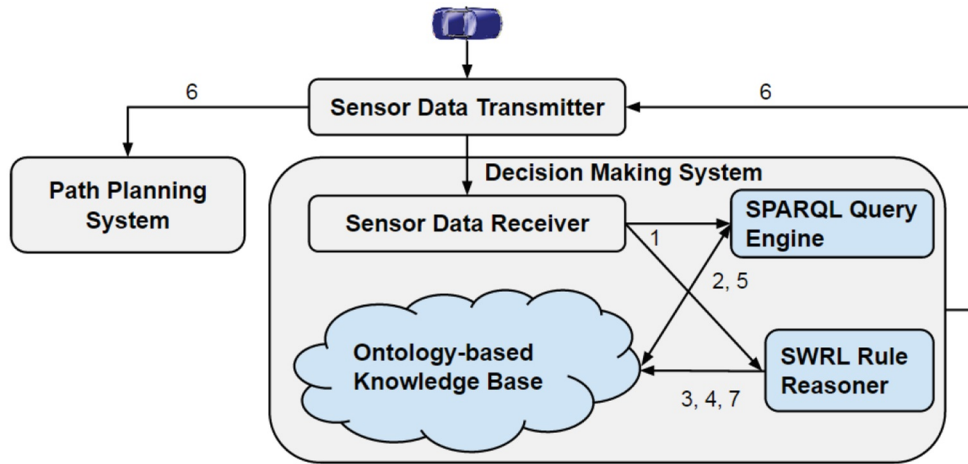 6
Sensor Data Transmitter
6
Path Planning
System
Decision Making System
Sensor Data Receiver
1
SPARQL Query
Engine
2, 5
Ontology-based
Knowledge Base
3, 4, 7
SWRL Rule
Reasoner